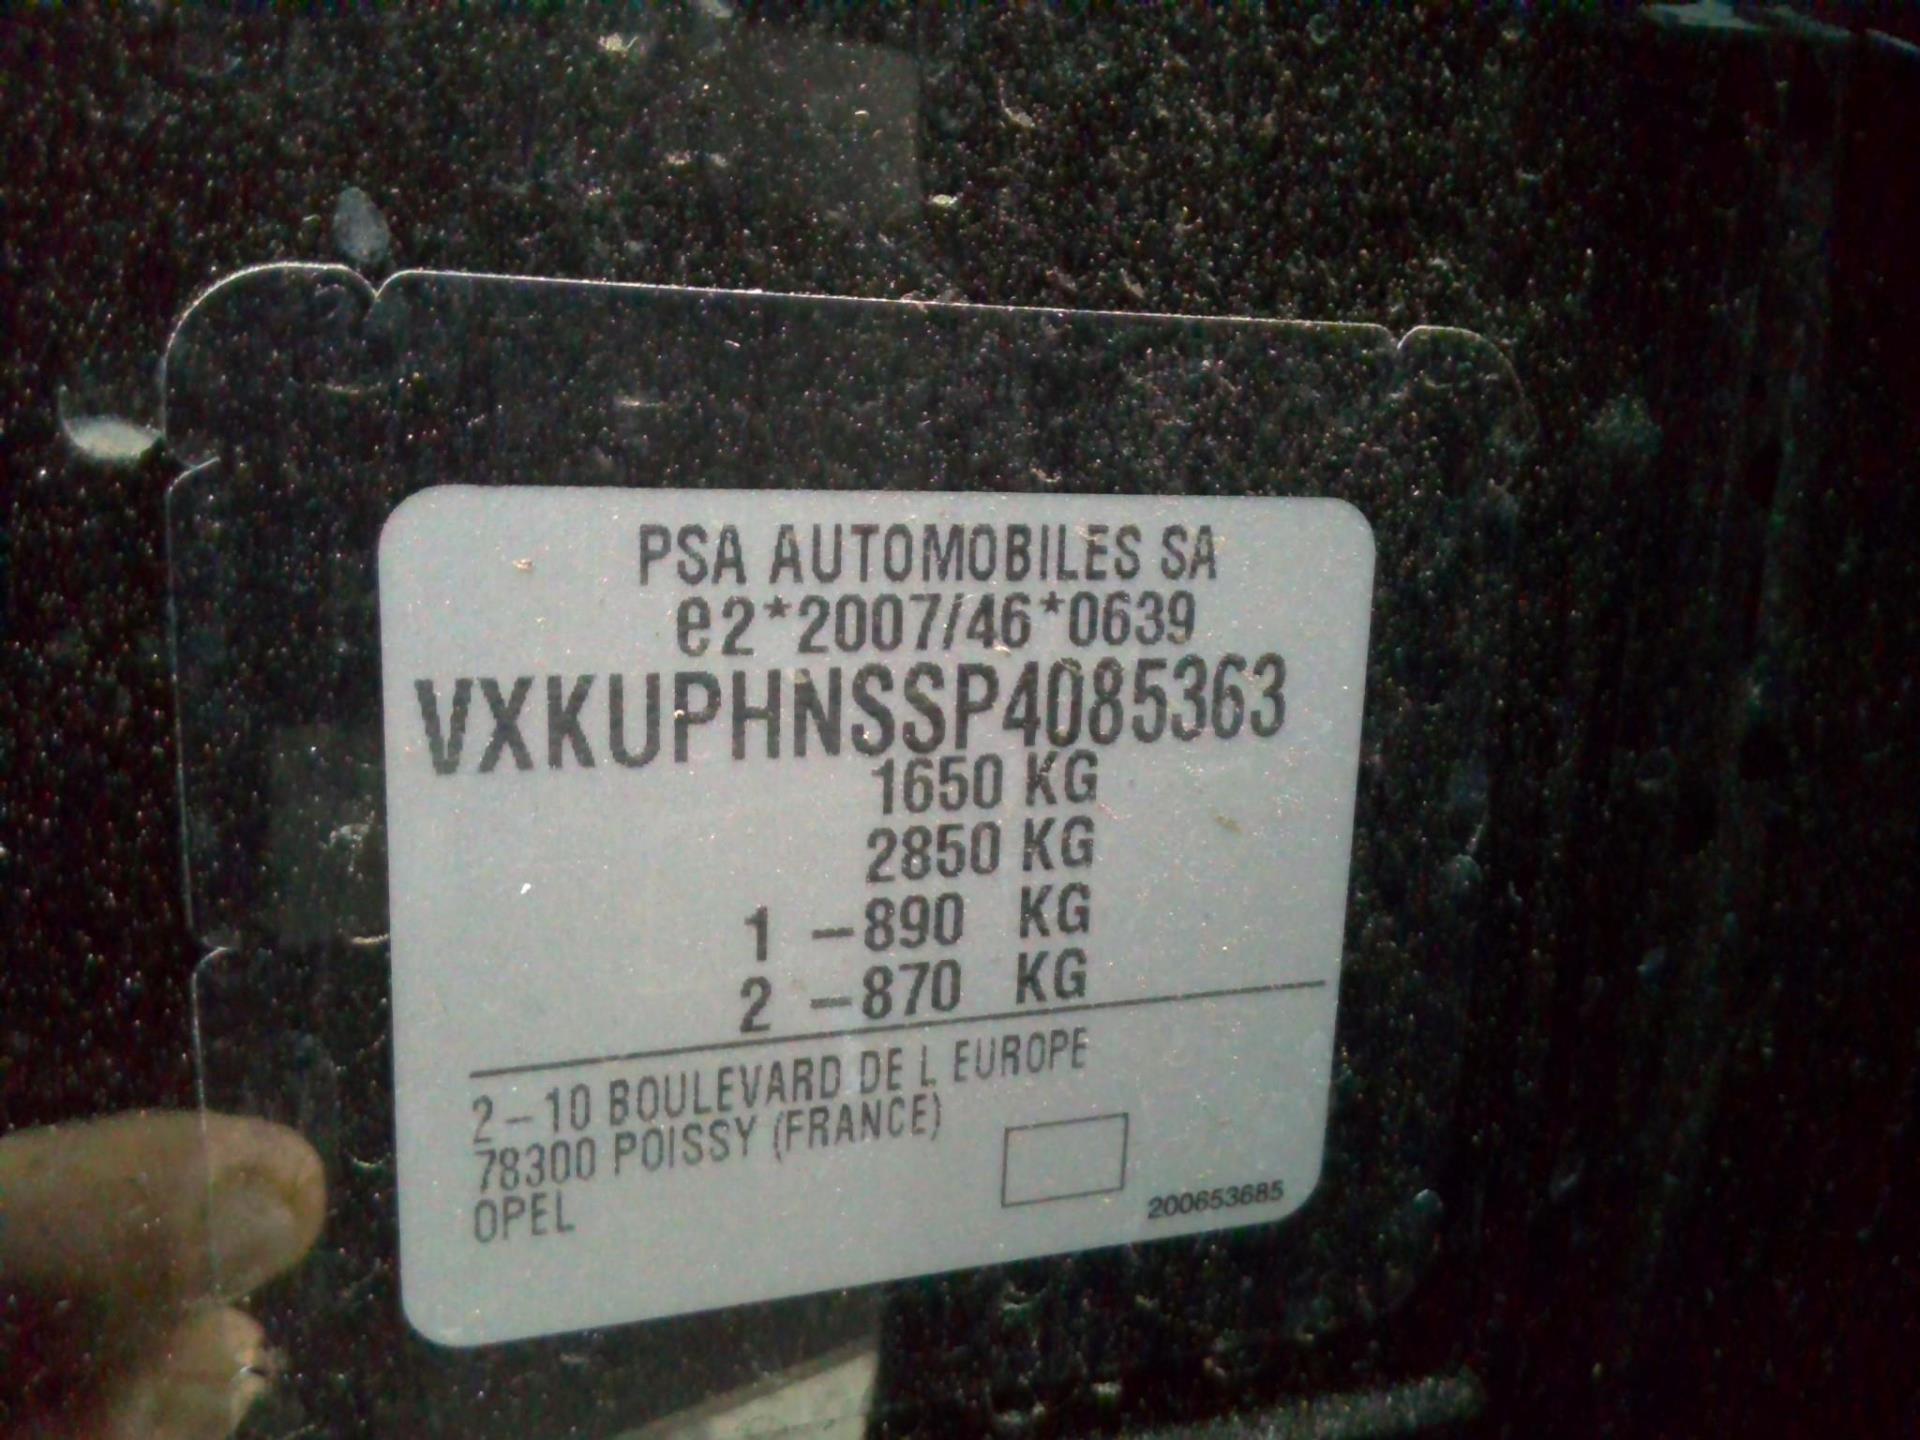 PSA AUTOMOBILES SA
e2*2007/46*0639
VXKUPHNSSP4085363
1650 KG
2850 KG
1 -890 KG
2 -870 KG
2-10 BOULEVARD DE L EUROPE
78300 POISSY (FRANCE)
OPEL
200653685